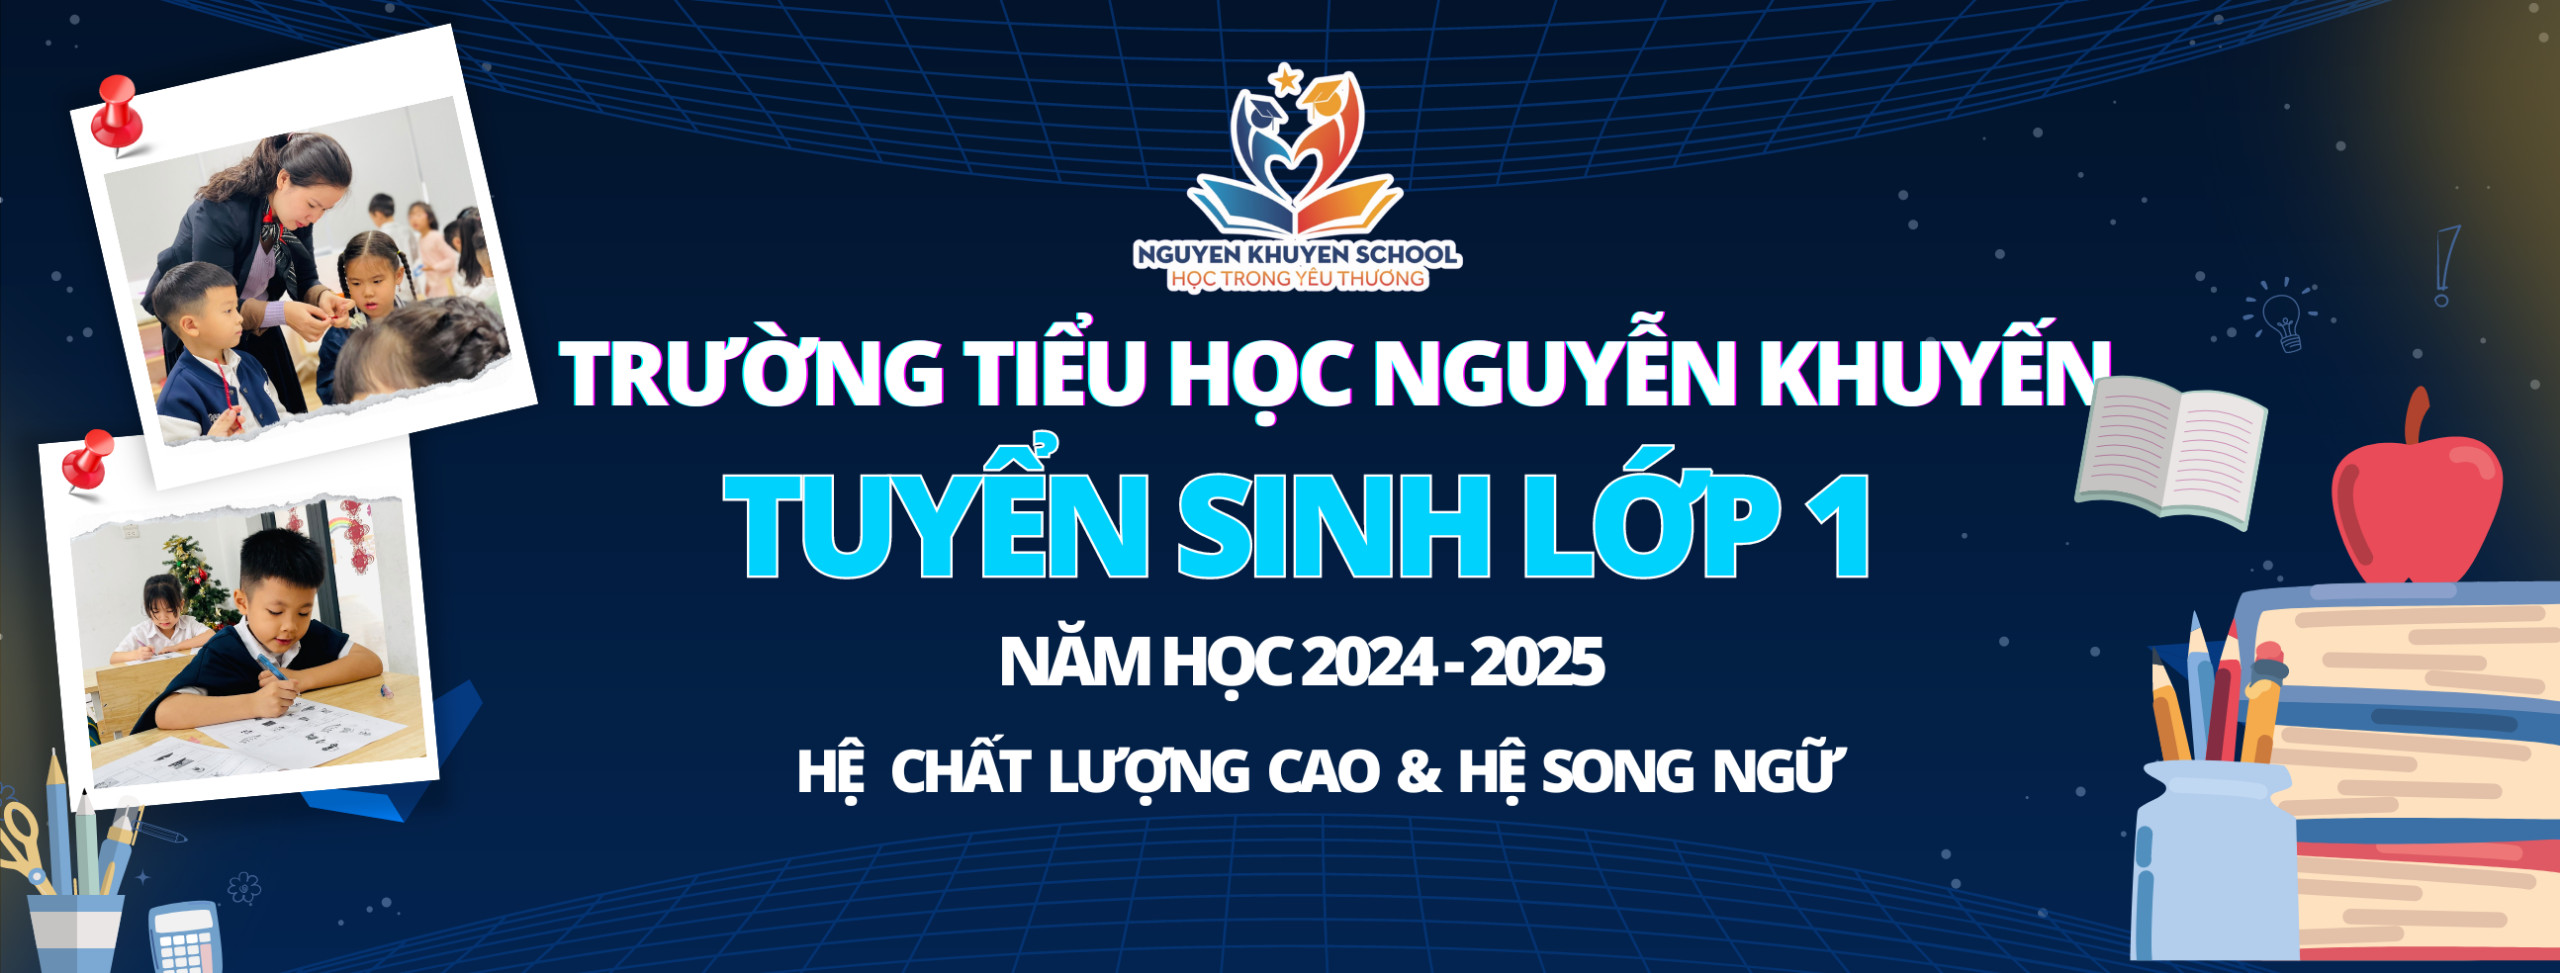 NGUYEN KHUYEN SCHOOL
HỌC TRONG YÊU THƯƠNG
TRƯỜNG TIỂU HỌC NGUYỄN KHUYẾN
TUYỂN SINH LỚP 1
NĂM HỌC 2024 - 2025
HỆ CHẤT LƯỢNG CAO & HỆ SONG NGỮ